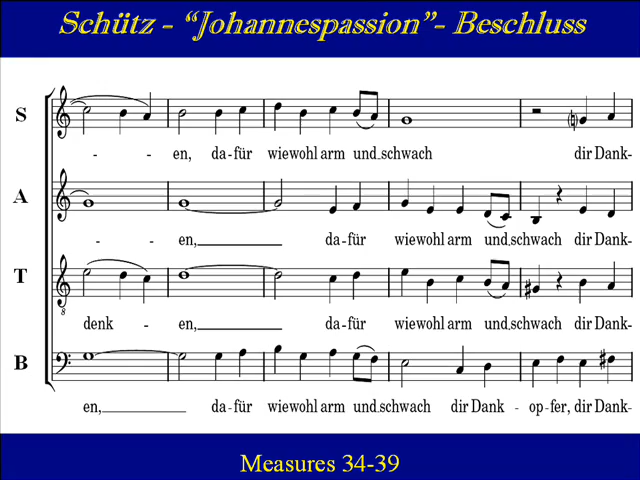 Schütz - “Johannespassion”- Beschluss
S
- - en, da-für wiewohl arm und schwach dir Dank-
A
- - en, da-für wiewohl arm und schwach dir Dank-
T
8
denk - en, da-für wiewohl arm und schwach dir Dank-
B
en, da-für wiewohl arm und schwach dir Dank - op-fer, dir Dank-
Measures 34-39